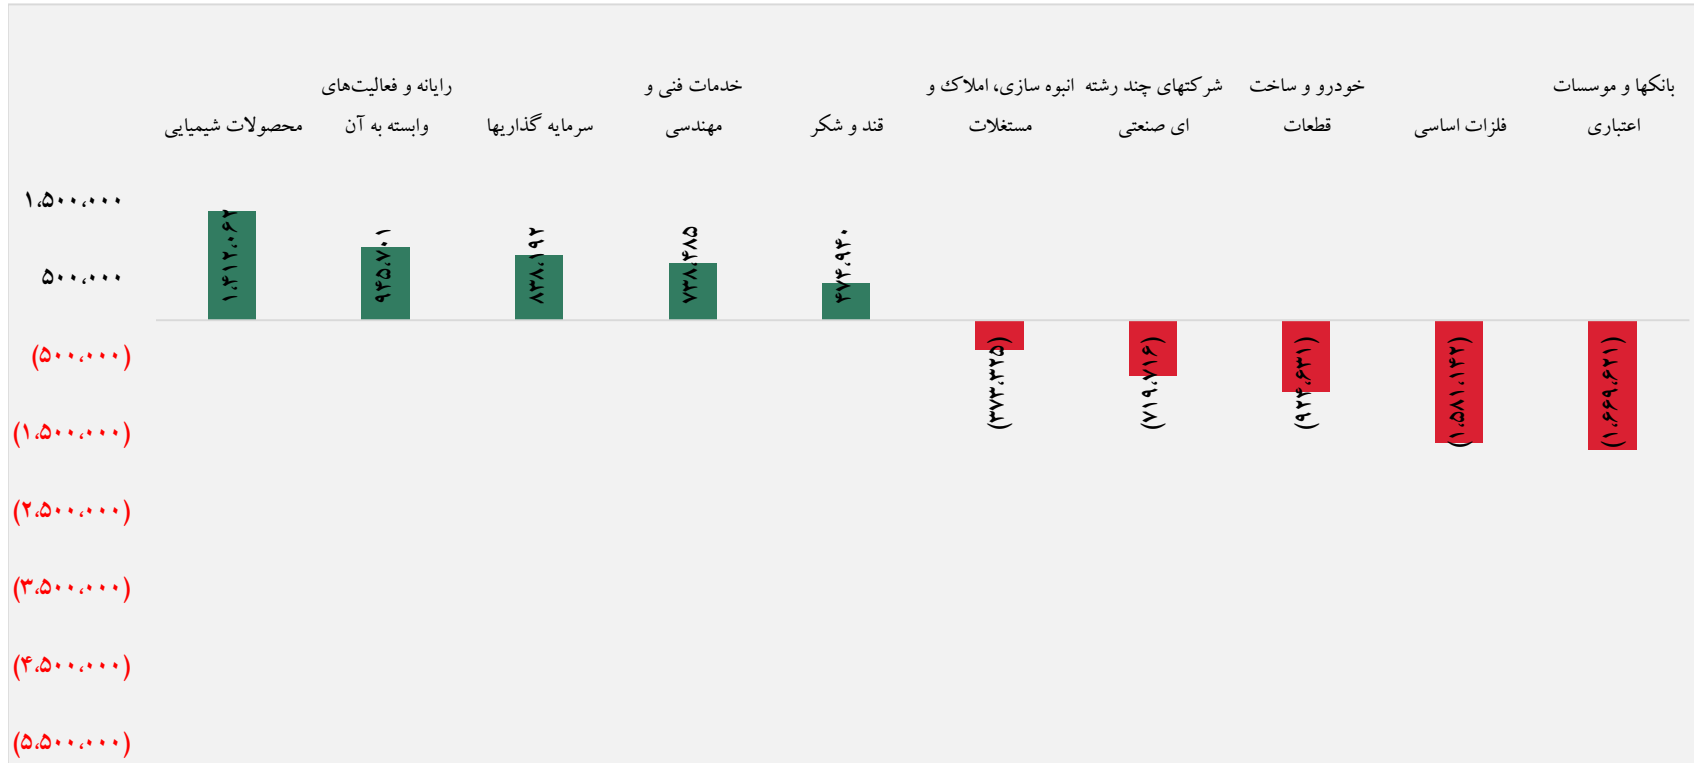 بانکها و موسسات
اعتباری
فلزات اساسی
خودرو و ساخت
قطعات
شرکتهای چند رشته
ای صنعتی
انبوه سازی، املاک و
مستغلات
قند و شکر
خدمات فنی و
مهندسی
سرمایه گذاریها
رایانه و فعالیت‌های
وابسته به آن
محصولات شیمیایی
۱،۵۰۰،۰۰۰
۵۰۰،۰۰۰
(۵۰۰،۰۰۰)
(۱،۵۰۰،۰۰۰)
(۲،۵۰۰،۰۰۰)
(۳،۵۰۰،۰۰۰)
(۴،۵۰۰،۰۰۰)
(۵،۵۰۰،۰۰۰)
۱،۴۱۲،۰۶۲
۹۴۵،۷۰۱
۸۳۸،۱۹۲
۷۳۸،۴۸۵
۴۷۴،۹۴۰
(۳۷۳،۳۲۵)
(۷۱۹،۷۱۶)
(۹۲۴،۶۳۱)
(۱،۵۸۱،۱۴۲)
(۱،۶۶۹،۶۲۱)